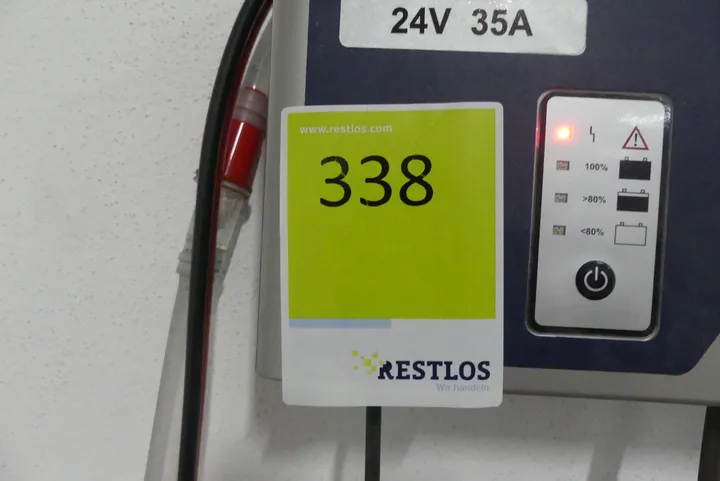 24V 35A
www.restlos.com
338
100%
>80%
<80%
RESTLOS
Wir handeln.